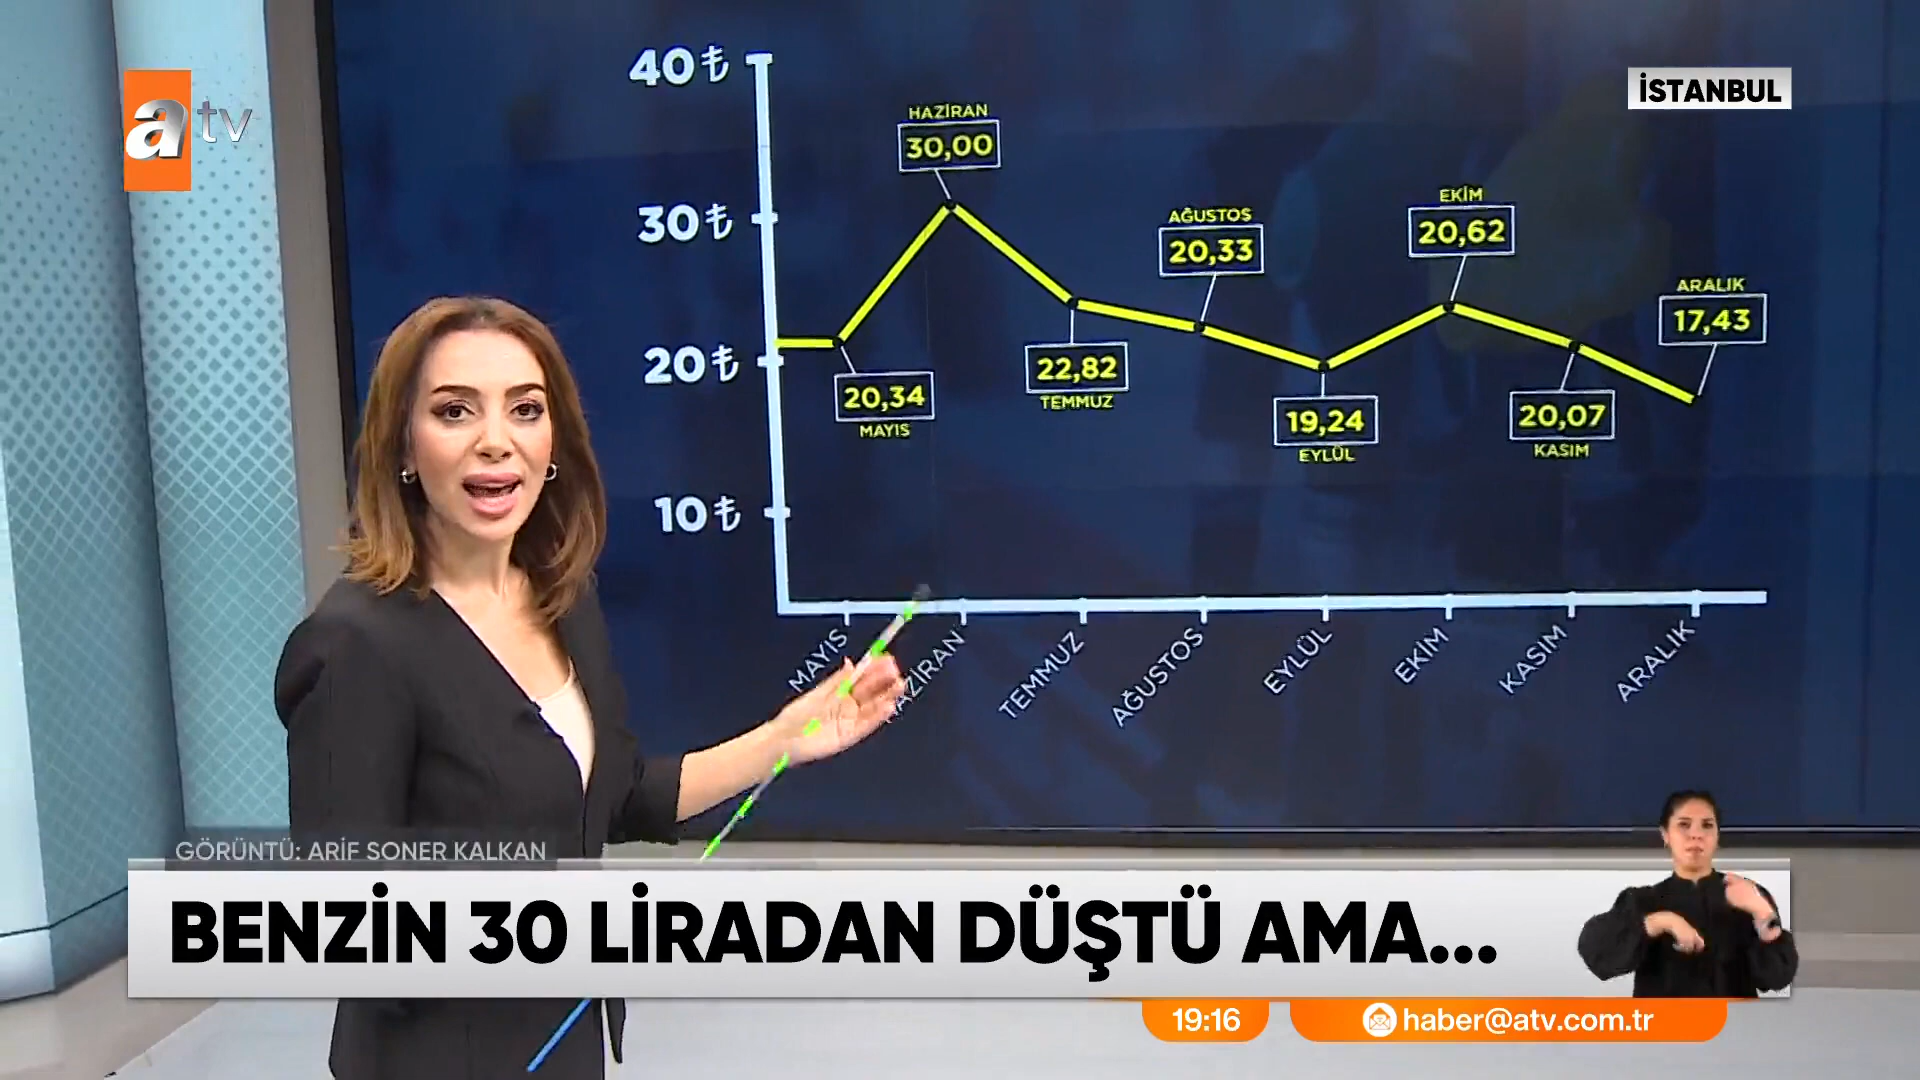 atv
İSTANBUL
40₺
30₺
20₺
10₺
HAZİRAN
30,00
20,34
MAYIS
22,82
TEMMUZ
AĞUSTOS
20,33
19,24
EYLÜL
EKİM
20,62
20,07
KASIM
ARALIK
17,43
MAYIS
HAZİRAN
TEMMUZ
AĞUSTOS
EYLÜL
EKİM
KASIM
ARALIK
GÖRÜNTÜ: ARİF SONER KALKAN
BENZİN 30 LİRADAN DÜŞTÜ AMA...
19:16
haber@atv.com.tr